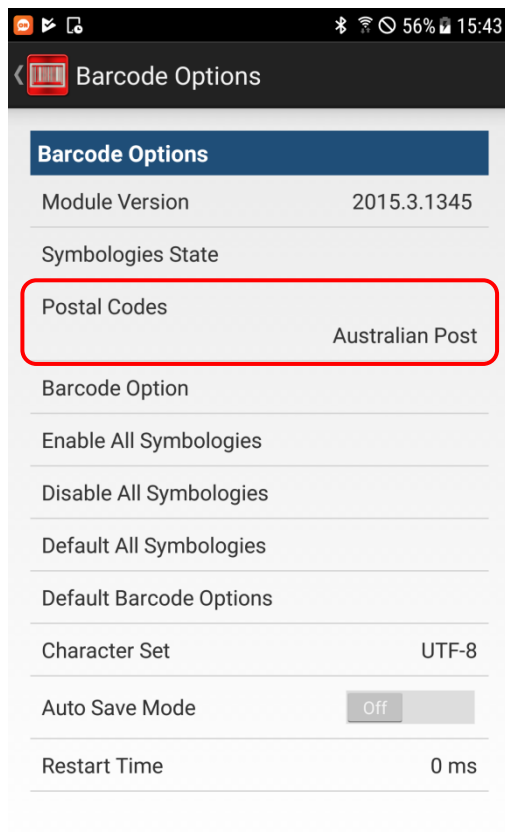 56% 15:43
Barcode Options
Barcode Options
Module Version 2015.3.1345
Symbologies State
Postal Codes
Australian Post
Barcode Option
Enable All Symbologies
Disable All Symbologies
Default All Symbologies
Default Barcode Options
Character Set UTF-8
Auto Save Mode Off
Restart Time 0 ms